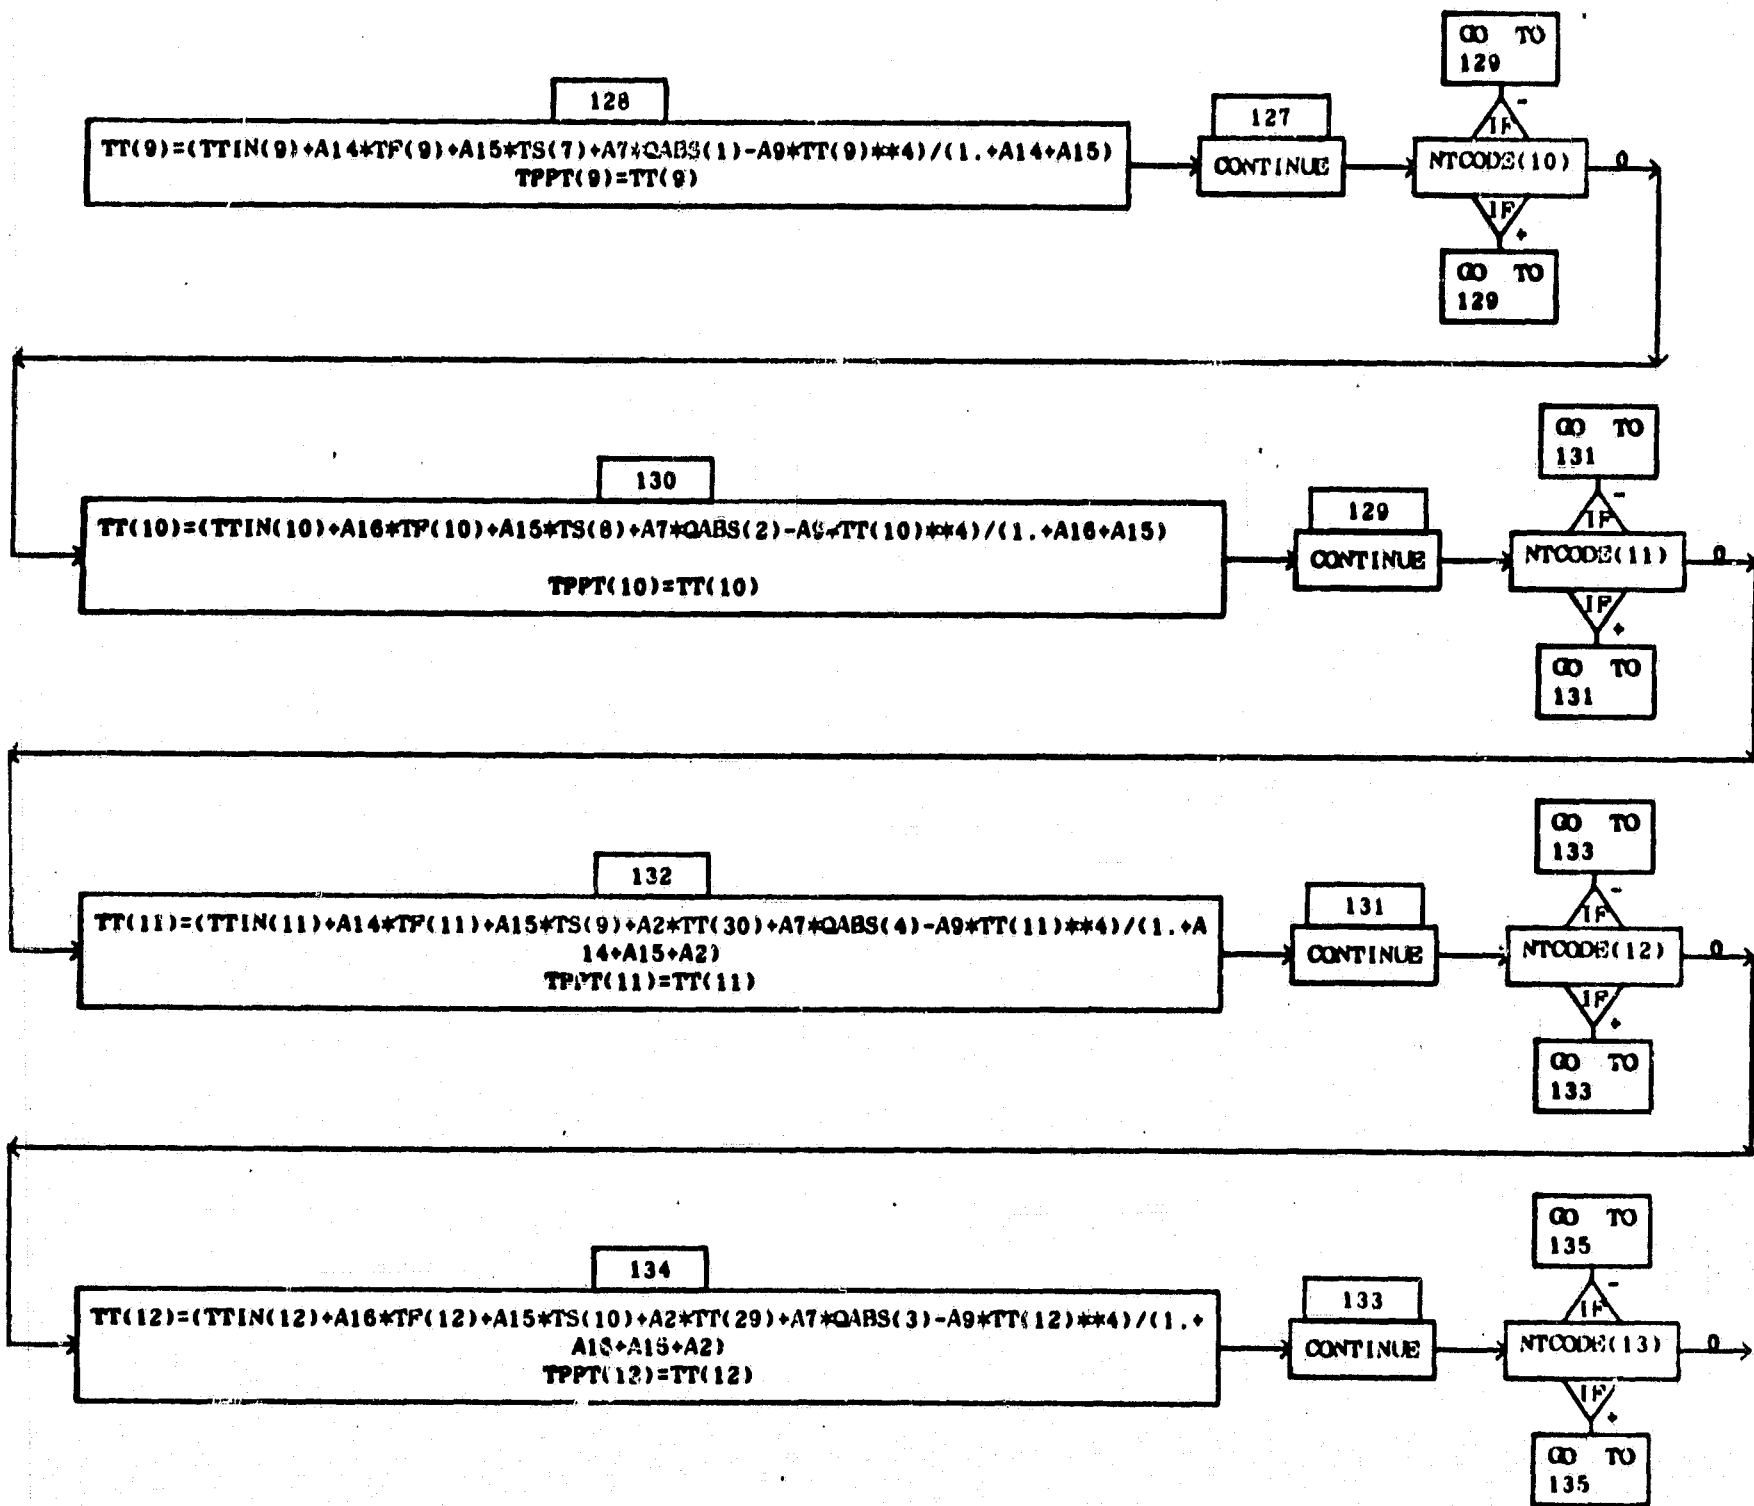 GO TO
129
-
IF
128
127
TT(9)=(TTIN(9)+A14*TF(9)+A15*TS(7)+A7*QABS(1)-A9*TT(9)**4)/(1.+A14+A15)
TPPT(9)=TT(9)
CONTINUE
NTCODE(10)
0
IF
+
GO TO
129
GO TO
131
-
IF
130
129
TT(10)=(TTIN(10)+A16*TF(10)+A15*TS(8)+A7*QABS(2)-A9*TT(10)**4)/(1.+A16+A15)
TPPT(10)=TT(10)
CONTINUE
NTCODE(11)
0
IF
+
GO TO
131
GO TO
133
-
IF
132
131
TT(11)=(TTIN(11)+A14*TF(11)+A15*TS(9)+A2*TT(30)+A7*QABS(4)-A9*TT(11)**4)/(1.+A
14+A15+A2)
TPPT(11)=TT(11)
CONTINUE
NTCODE(12)
0
IF
+
GO TO
133
GO TO
135
-
IF
134
133
TT(12)=(TTIN(12)+A16*TF(12)+A15*TS(10)+A2*TT(29)+A7*QABS(3)-A9*TT(12)**4)/(1.+
A16+A15+A2)
TPPT(12)=TT(12)
CONTINUE
NTCODE(13)
0
IF
+
GO TO
135